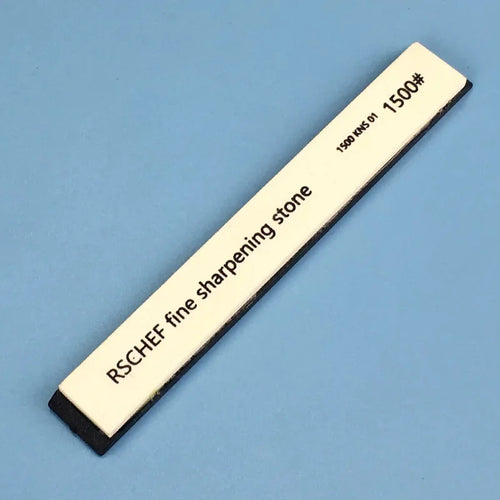 RSCHEF fine sharpening stone
1500 KNS 01
1500#